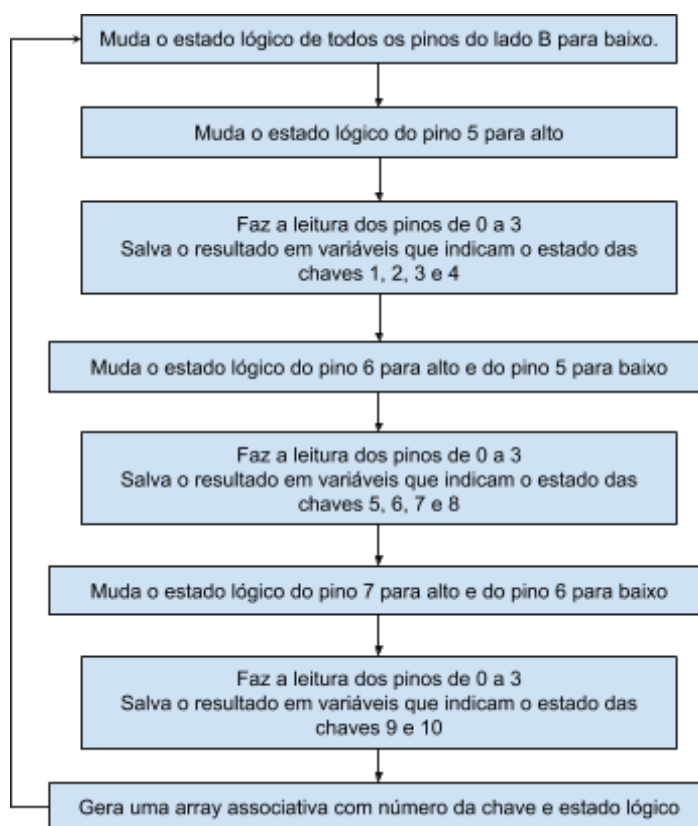 Muda o estado lógico de todos os pinos do lado B para baixo.
Muda o estado lógico do pino 5 para alto
Faz a leitura dos pinos de 0 a 3
Salva o resultado em variáveis que indicam o estado das
chaves 1, 2, 3 e 4
Muda o estado lógico do pino 6 para alto e do pino 5 para baixo
Faz a leitura dos pinos de 0 a 3
Salva o resultado em variáveis que indicam o estado das
chaves 5, 6, 7 e 8
Muda o estado lógico do pino 7 para alto e do pino 6 para baixo
Faz a leitura dos pinos de 0 a 3
Salva o resultado em variáveis que indicam o estado das
chaves 9 e 10
Gera uma array associativa com número da chave e estado lógico